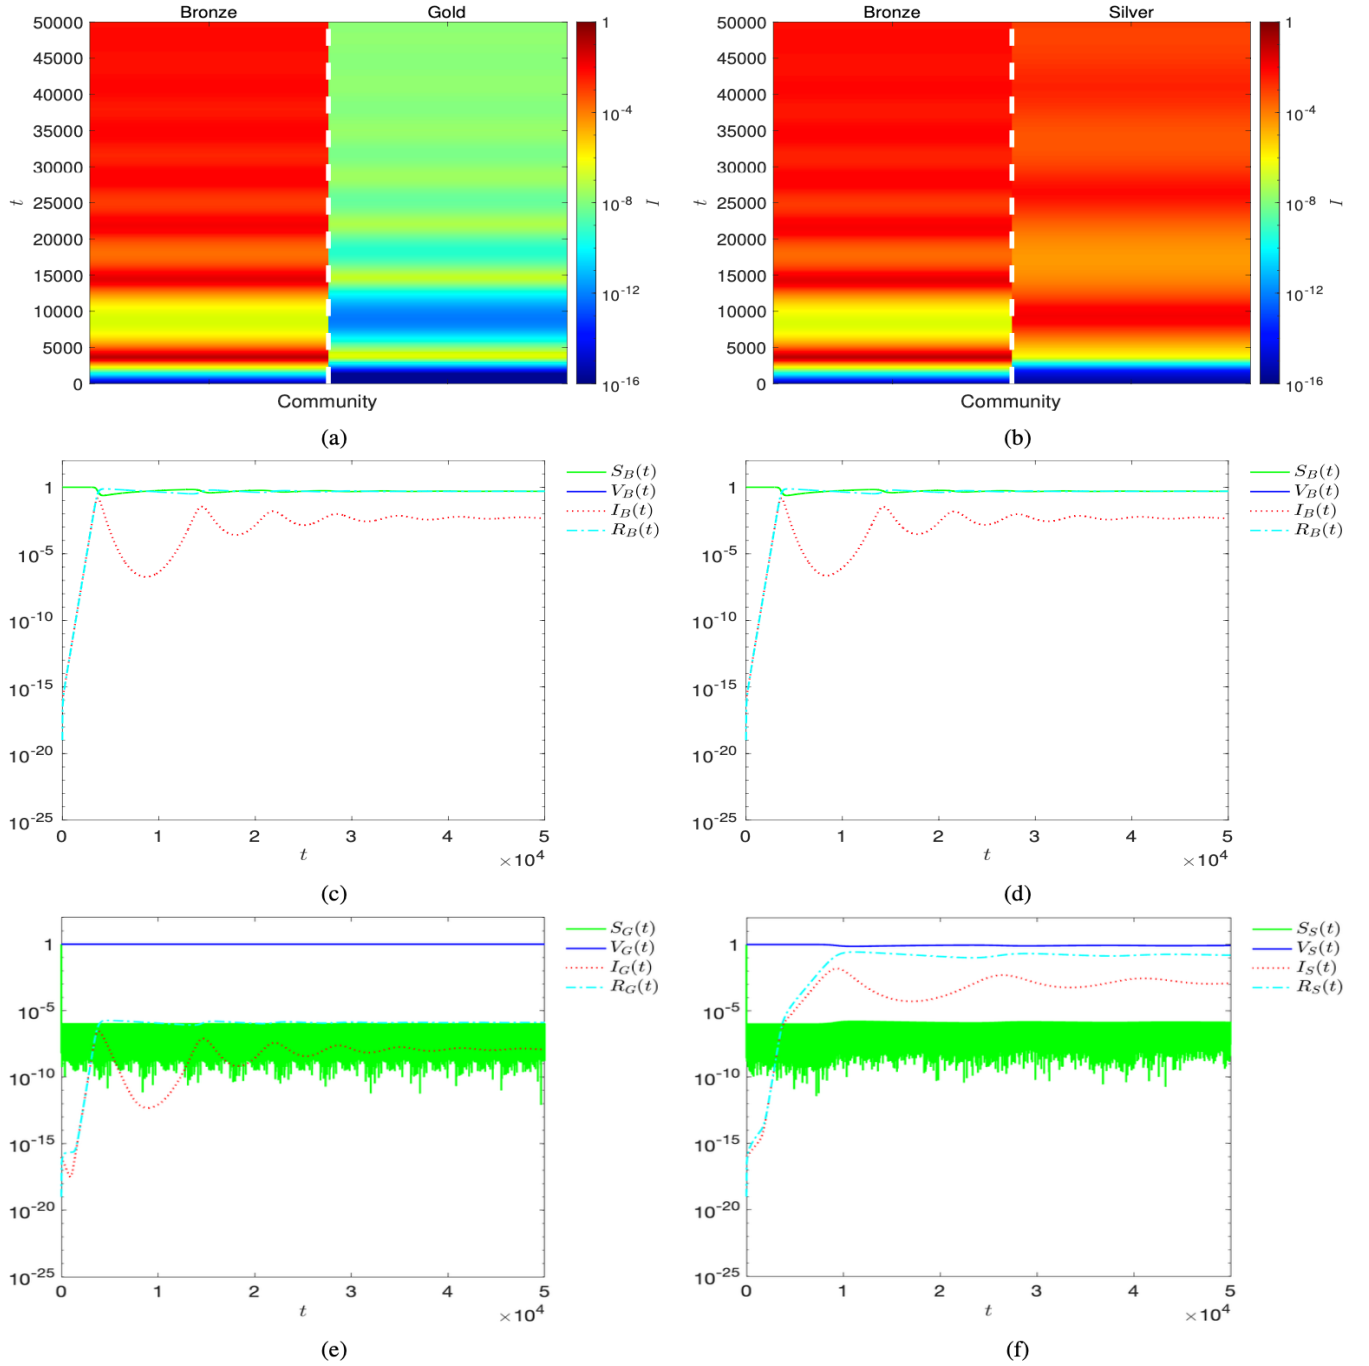 Bronze Gold
50000
45000
40000
35000
30000
25000
20000
15000
10000
5000
0
t
1
10^-4
10^-8
10^-12
10^-16
I
Community
(a)
Bronze Silver
50000
45000
40000
35000
30000
25000
20000
15000
10000
5000
0
t
1
10^-4
10^-8
10^-12
10^-16
I
Community
(b)
1
10^-5
10^-10
10^-15
10^-20
10^-25
0 1 2 3 4 5
t
×10^4
S_B(t)
V_B(t)
I_B(t)
R_B(t)
(c)
1
10^-5
10^-10
10^-15
10^-20
10^-25
0 1 2 3 4 5
t
×10^4
S_B(t)
V_B(t)
I_B(t)
R_B(t)
(d)
1
10^-5
10^-10
10^-15
10^-20
10^-25
0 1 2 3 4 5
t
×10^4
S_G(t)
V_G(t)
I_G(t)
R_G(t)
(e)
1
10^-5
10^-10
10^-15
10^-20
10^-25
0 1 2 3 4 5
t
×10^4
S_S(t)
V_S(t)
I_S(t)
R_S(t)
(f)